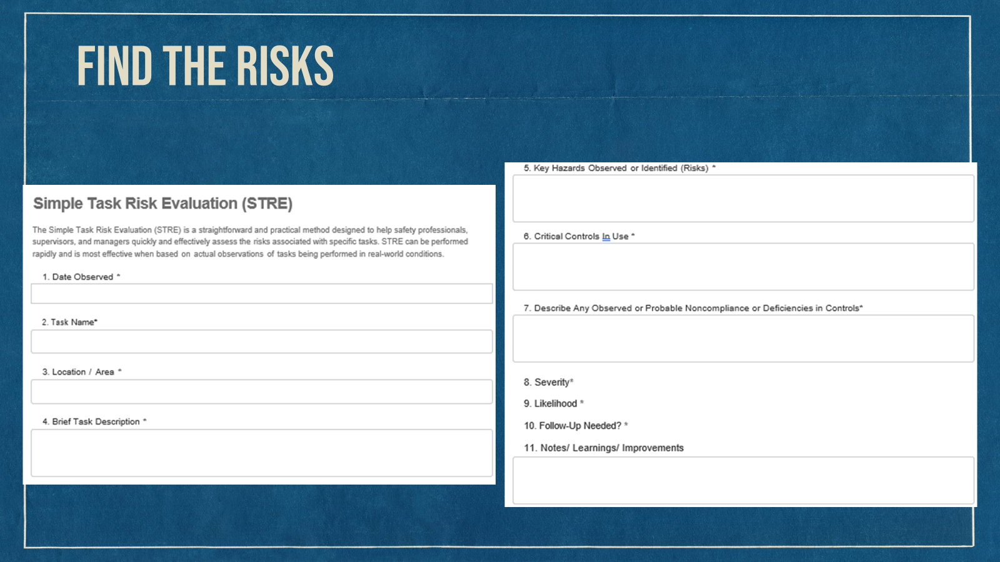 FIND THE RISKS
Simple Task Risk Evaluation (STRE)
The Simple Task Risk Evaluation (STRE) is a straightforward and practical method designed to help safety professionals,
supervisors, and managers quickly and effectively assess the risks associated with specific tasks. STRE can be performed
rapidly and is most effective when based on actual observations of tasks being performed in real-world conditions.
1. Date Observed *
2. Task Name*
3. Location / Area *
4. Brief Task Description *
5. Key Hazards Observed or Identified (Risks) *
6. Critical Controls In Use *
7. Describe Any Observed or Probable Noncompliance or Deficiencies in Controls*
8. Severity*
9. Likelihood *
10. Follow-Up Needed? *
11. Notes/ Learnings/ Improvements